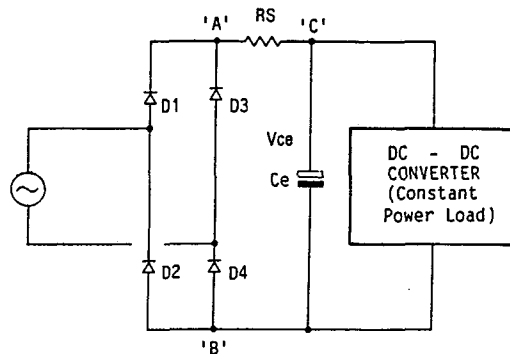 'A'
RS
'C'
D1
D3
Vce
Ce
DC - DC
CONVERTER
(Constant
Power Load)
D2
D4
'B'